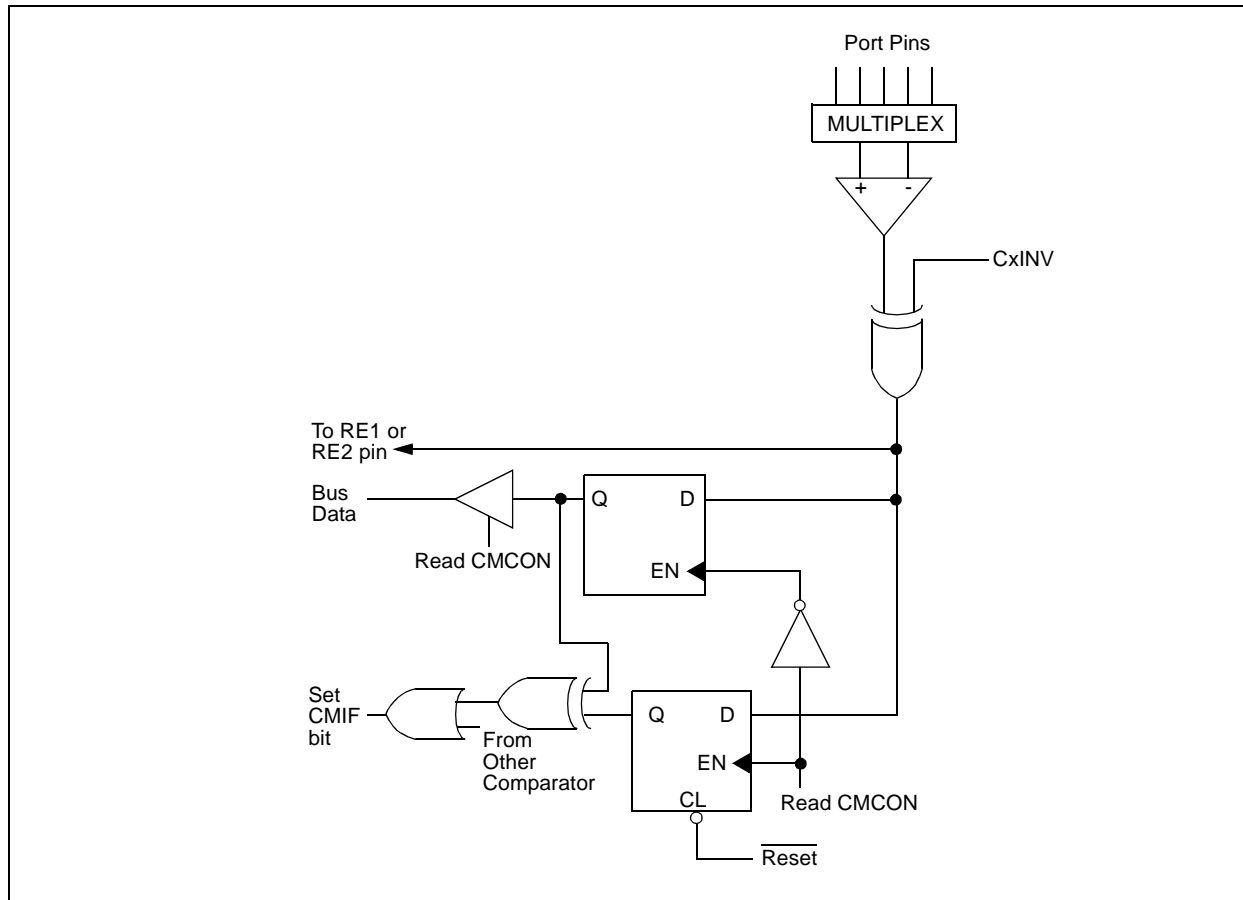 Port Pins
MULTIPLEX
+ -
CxINV
To RE1 or
RE2 pin
Bus
Data
Q D
Read CMCON
EN
Set
CMIF
bit
Q D
From
Other
Comparator
EN
CL
Read CMCON
Reset